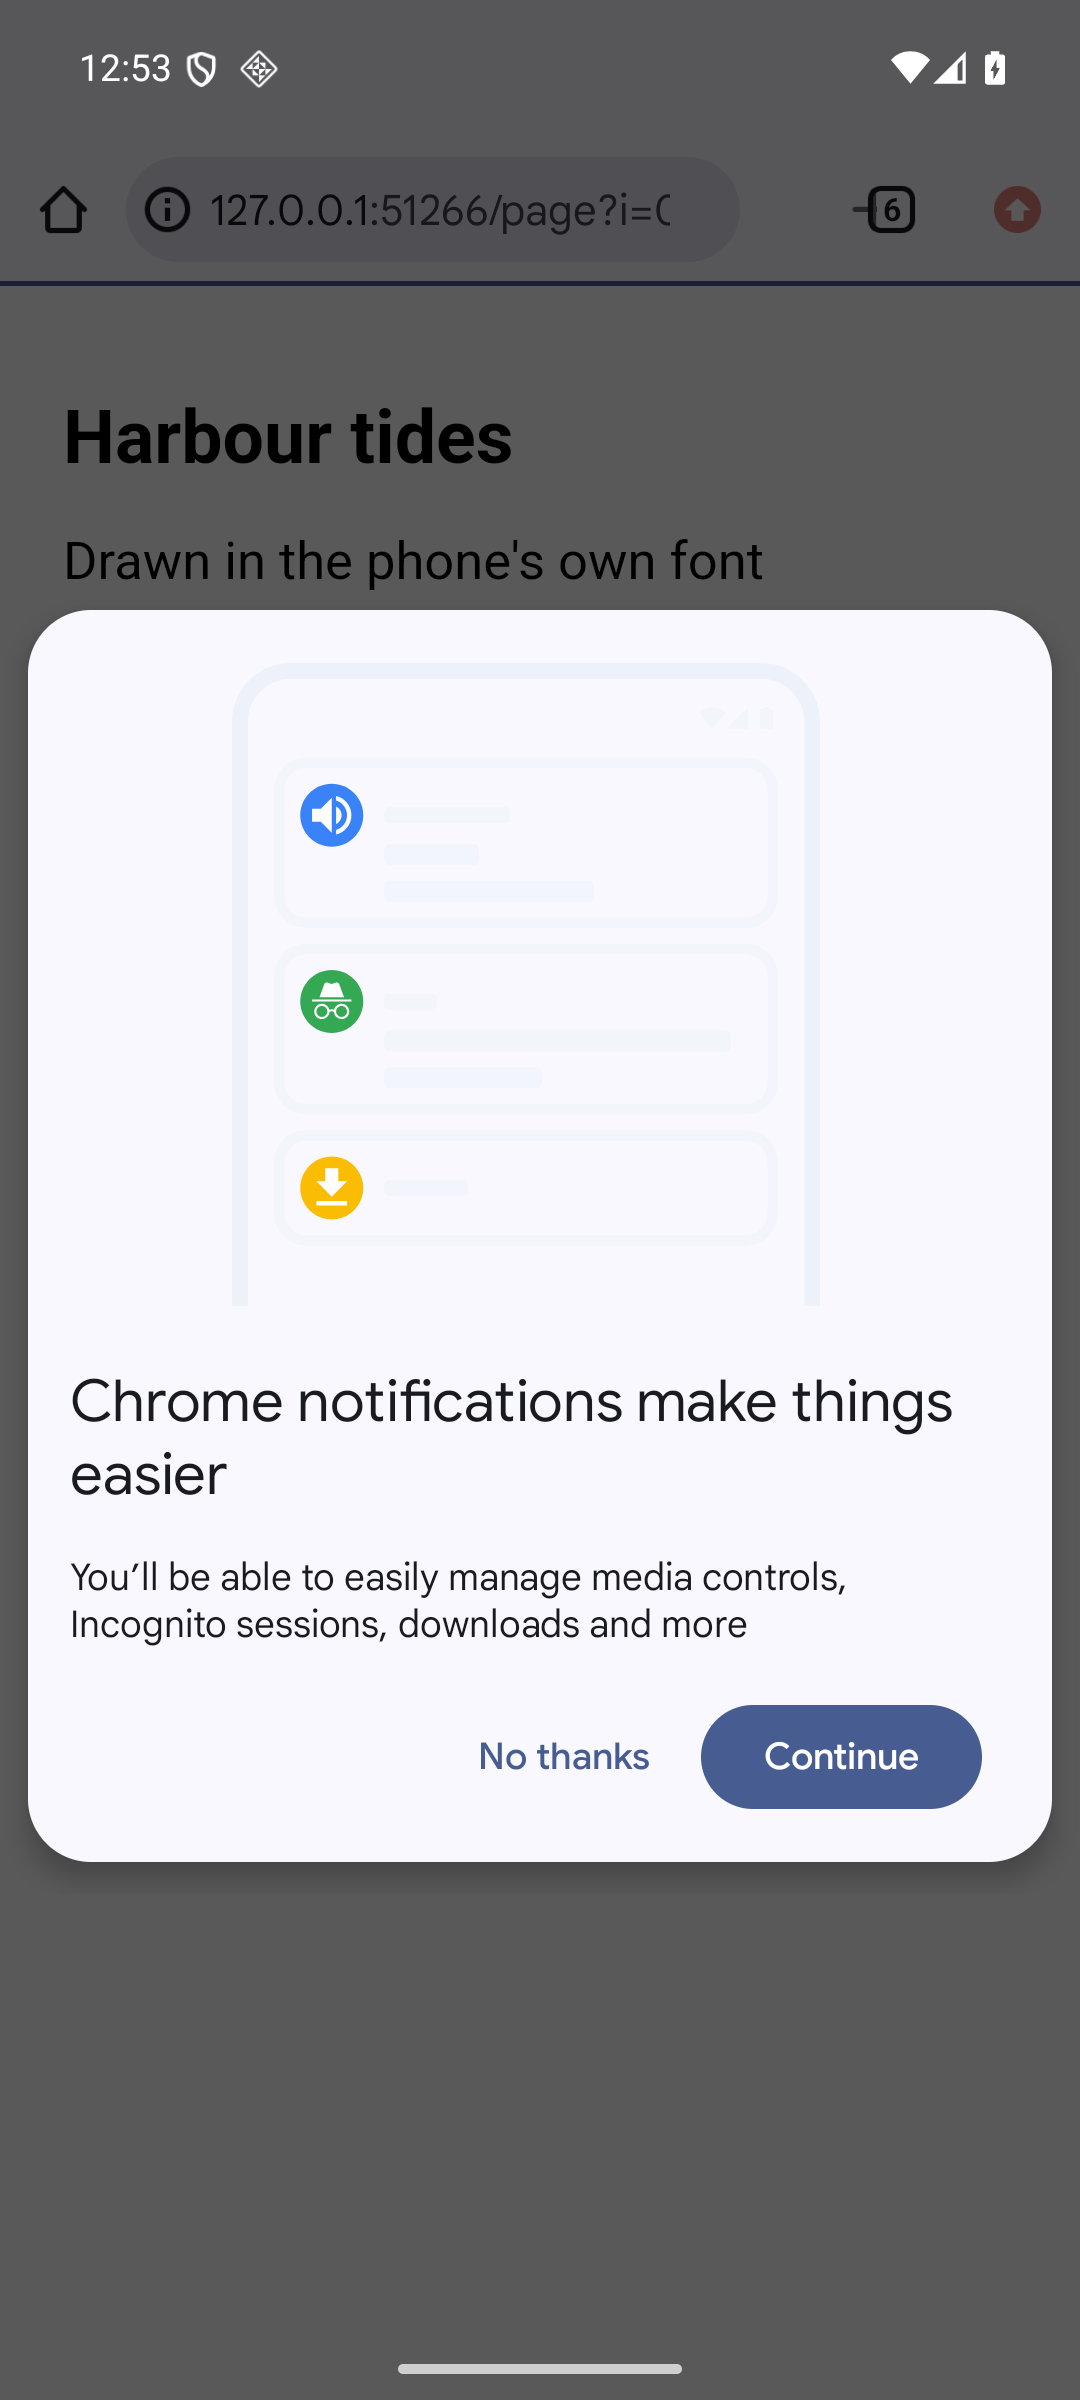 12:53
127.0.0.1:51266/page?i=
6
Harbour tides
Drawn in the phone's own font
Chrome notifications make things
easier
You’ll be able to easily manage media controls,
Incognito sessions, downloads and more
No thanks
Continue